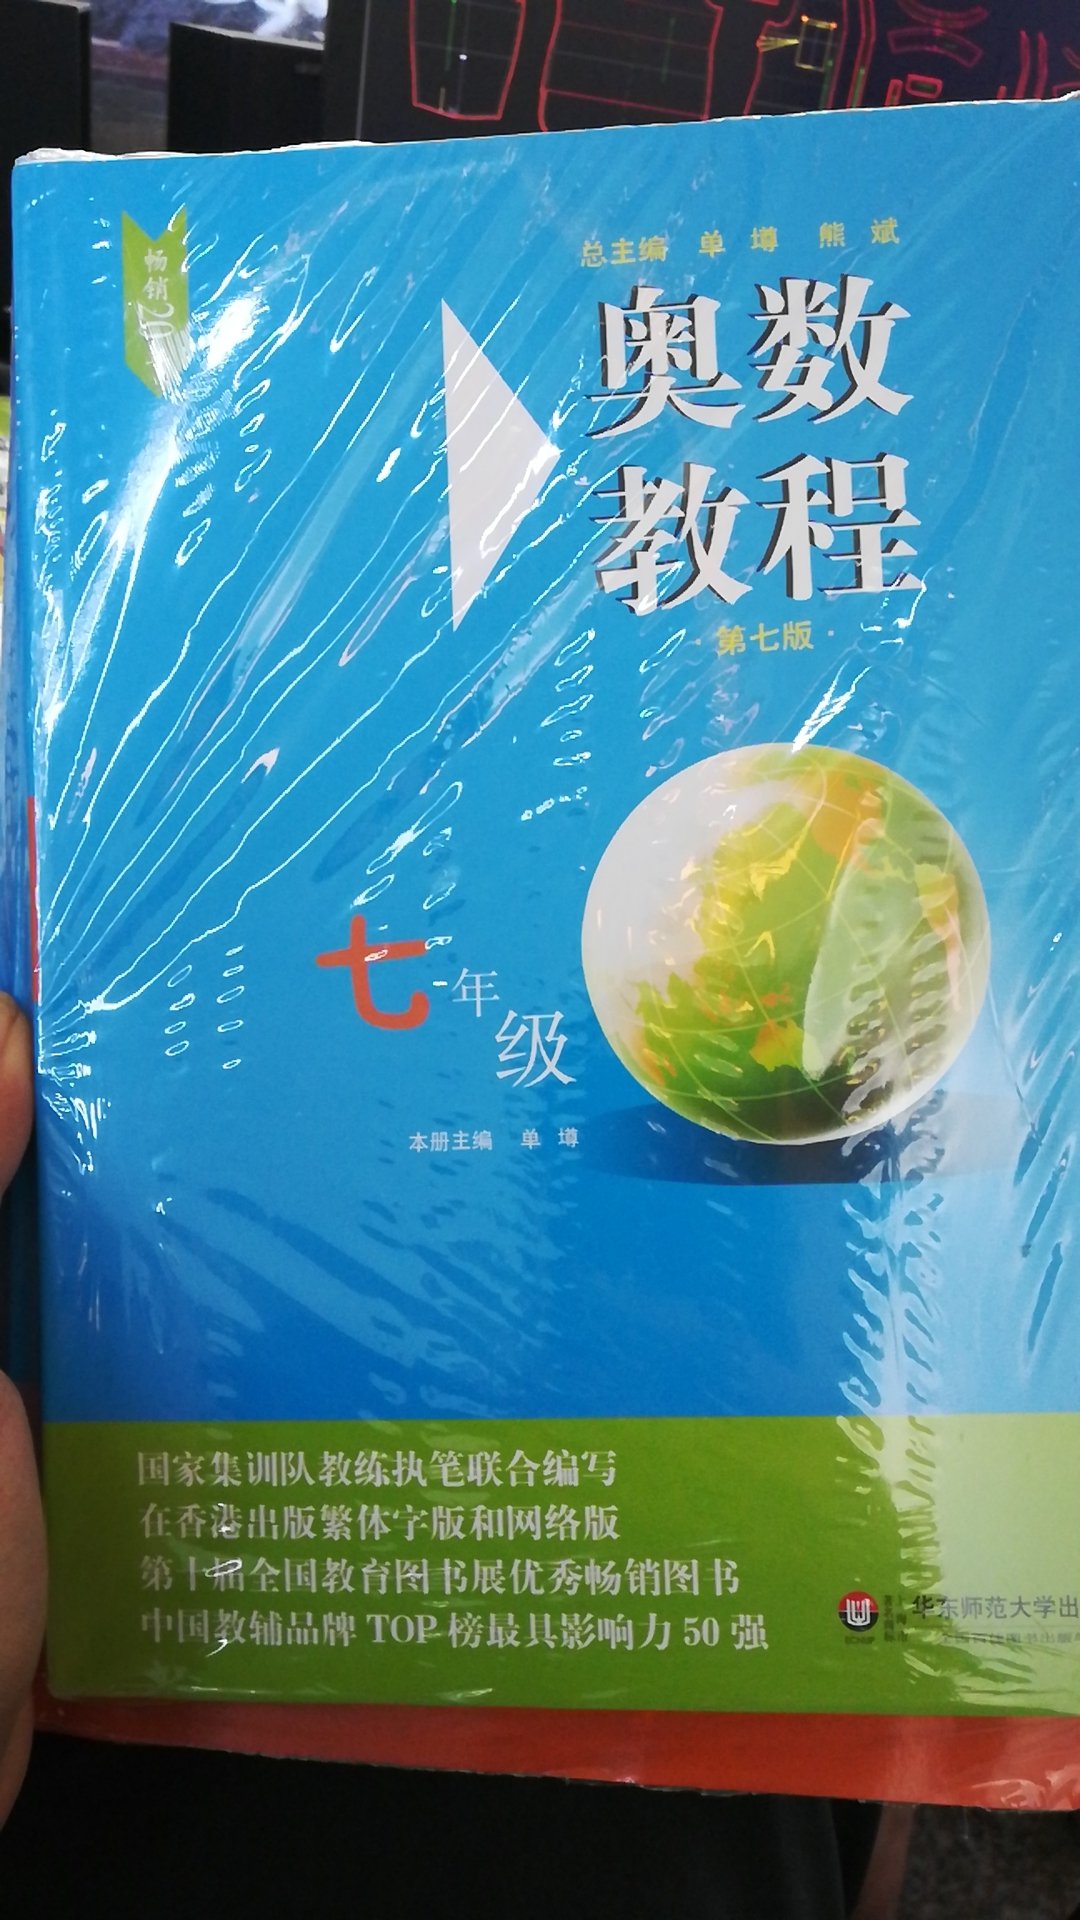 畅销20
总主编 单墫 熊斌
奥数
教程
·第七版·
七年级
本册主编 单墫
国家集训队教练执笔联合编写
在香港出版繁体字版和网络版
第十届全国教育图书展优秀畅销图书
中国教辅品牌TOP榜最具影响力50强
ECNUP
华东师范大学出